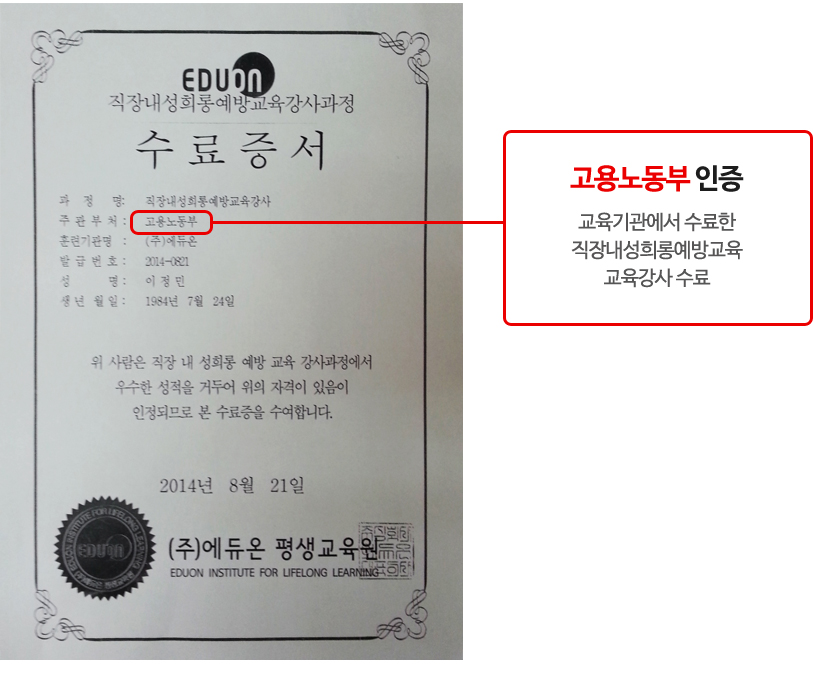 EDUON
직장내성희롱예방교육강사과정
수료증서
과 정 명: 직장내성희롱예방교육강사
주관부처: 고용노동부
훈련기관명 : (주)에듀온
발급번호: 2014-0821
성 명: 이정민
생년월일: 1984년 7월 24일
위 사람은 직장 내 성희롱 예방 교육 강사과정에서
우수한 성적을 거두어 위의 자격이 있음이
인정되므로 본 수료증을 수여합니다.
2014년 8월 21일
EDUON INSTITUTE FOR LIFELONG LEARNING
EDUON
(주)에듀온 평생교육원
EDUON INSTITUTE FOR LIFELONG LEARNING
고용노동부 인증
교육기관에서 수료한
직장내성희롱예방교육
교육강사 수료